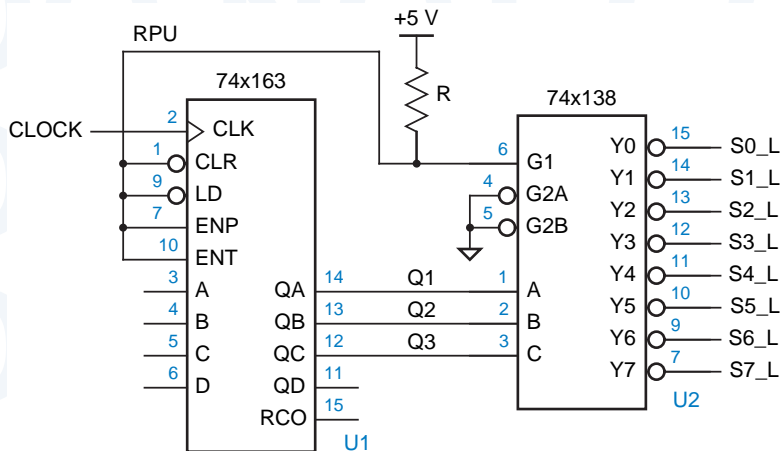 +5 V
RPU
R
74x163
74x138
CLOCK
2
CLK
1
CLR
9
LD
7
ENP
10
ENT
3
A
4
B
5
C
6
D
QA
14
Q1
QB
13
Q2
QC
12
Q3
QD
11
RCO
15
U1
6
G1
4
G2A
5
G2B
1
A
2
B
3
C
Y0
15
S0_L
Y1
14
S1_L
Y2
13
S2_L
Y3
12
S3_L
Y4
11
S4_L
Y5
10
S5_L
Y6
9
S6_L
Y7
7
S7_L
U2